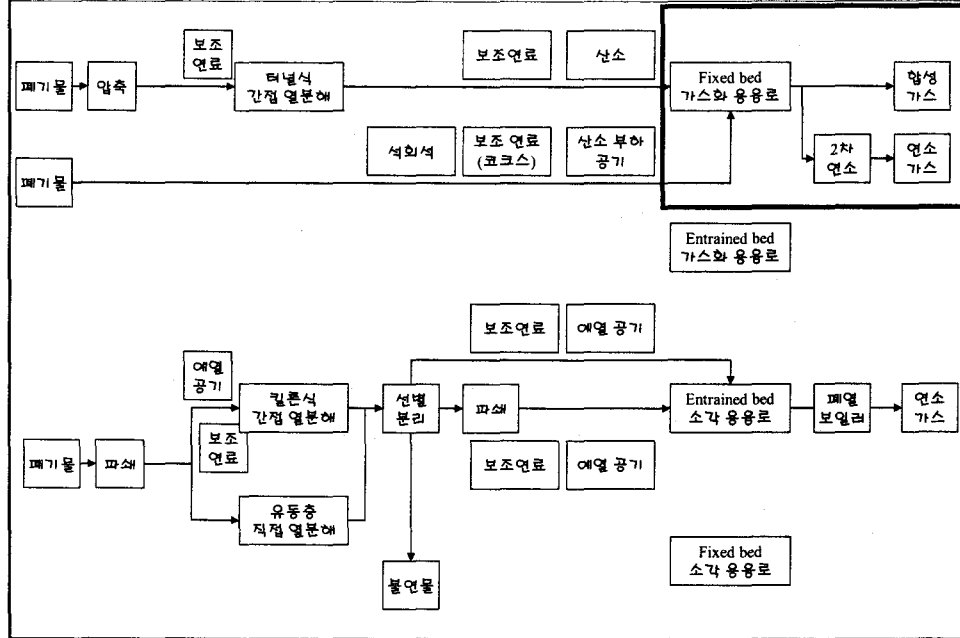 보조
연료
보조연료
산소
폐기물
압축
터널식
간접 열분해
Fixed bed
가스화 용융로
합성
가스
석회석
보조 연료
(코크스)
산소 부하
공기
2차
연소
연소
가스
폐기물
Entrained bed
가스화 용융로
보조연료
예열 공기
예열
공기
킬른식
간접 열분해
선별
분리
파쇄
Entrained bed
소각 용융로
폐열
보일러
연소
가스
보조
연료
보조연료
예열 공기
폐기물
파쇄
유동층
직접 열분해
Fixed bed
소각 용융로
불연물